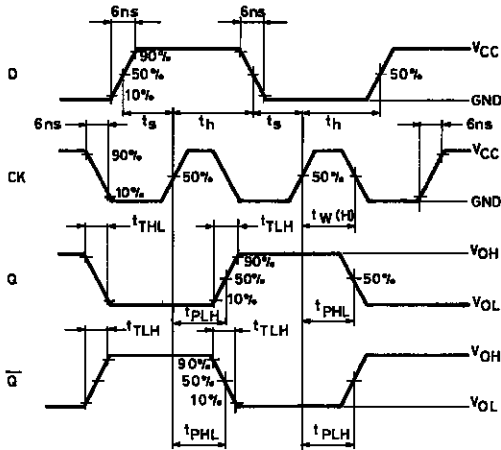 6ns 6ns
90% VCC
D 50% 50%
10% GND
ts th ts th
6ns 6ns
90% VCC
CK 50% 50%
10% GND
tTHL tTLH tW(H)
90% VOH
Q 50% 50%
10% VOL
tPLH tPHL
tTLH tTLH
90% VOH
Q̄ 50%
10% VOL
tPHL tPLH